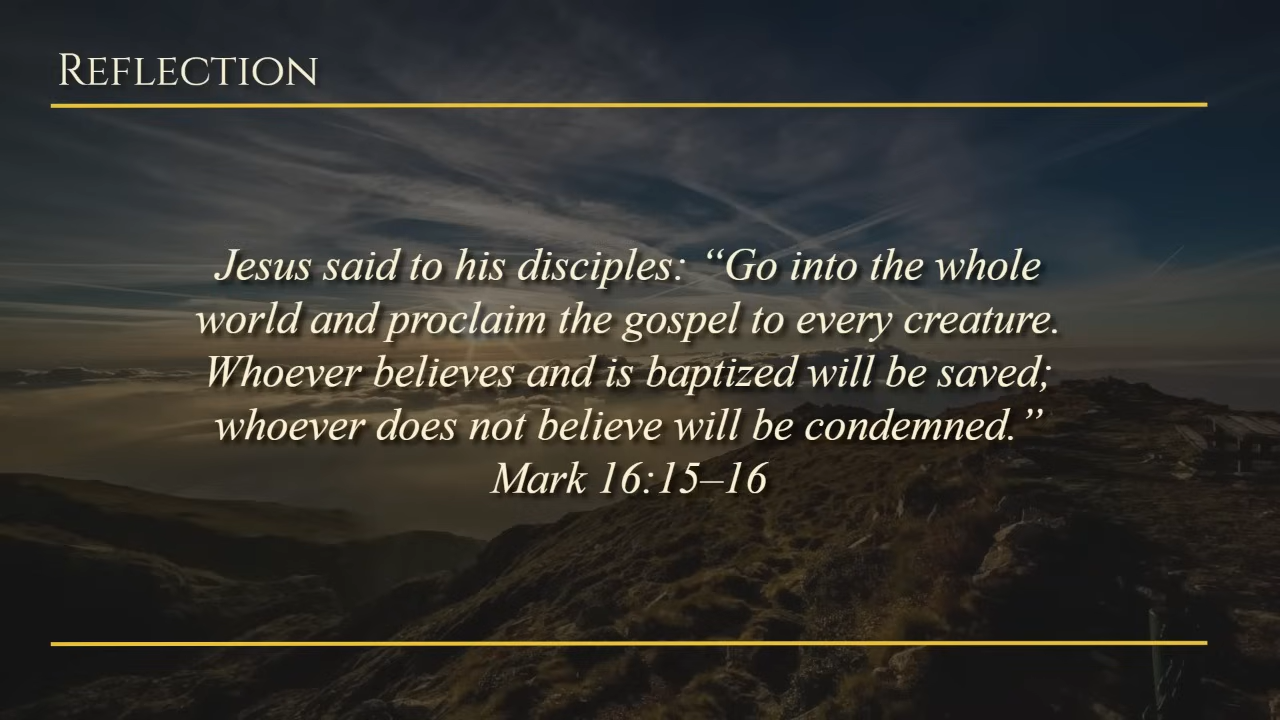 Reflection
Jesus said to his disciples: “Go into the whole
world and proclaim the gospel to every creature.
Whoever believes and is baptized will be saved;
whoever does not believe will be condemned.”
Mark 16:15–16